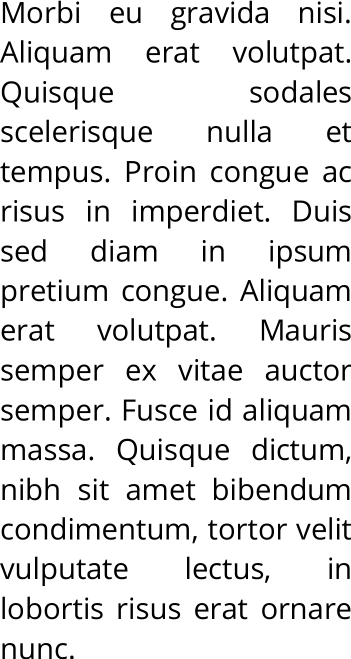 Morbi eu gravida nisi.
Aliquam erat volutpat.
Quisque sodales
scelerisque nulla et
tempus. Proin congue ac
risus in imperdiet. Duis
sed diam in ipsum
pretium congue. Aliquam
erat volutpat. Mauris
semper ex vitae auctor
semper. Fusce id aliquam
massa. Quisque dictum,
nibh sit amet bibendum
condimentum, tortor velit
vulputate lectus, in
lobortis risus erat ornare
nunc.